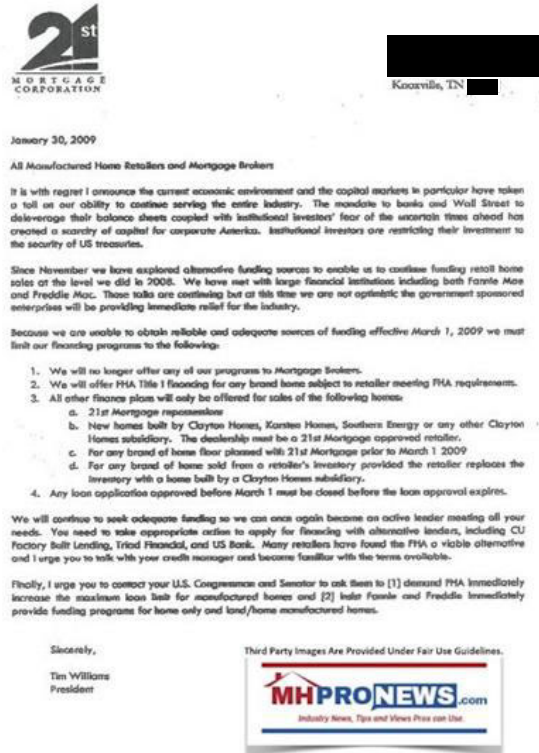 21st
MORTGAGE
CORPORATION
Knoxville, TN
January 30, 2009
All Manufactured Home Retailers and Mortgage Brokers
It is with regret I announce the current economic environment and the capital markets in particular have taken
a toll on our ability to continue serving the entire industry. The mandate to banks and Wall Street to
deleverage their balance sheets coupled with institutional investors' fear of the uncertain times ahead has
created a scarcity of capital for corporate America. Institutional investors are restricting their investment to
the security of US treasuries.
Since November we have explored alternative funding sources to enable us to continue funding retail home
sales at the level we did in 2008. We have met with large financial institutions including both Fannie Mae
and Freddie Mac. Those talks are continuing but at this time we are not optimistic the government sponsored
enterprises will be providing immediate relief for the industry.
Because we are unable to obtain reliable and adequate sources of funding effective March 1, 2009 we must
limit our financing programs to the following:
1. We will no longer offer any of our programs to Mortgage Brokers.
2. We will offer FHA Title I financing for any brand home subject to retailer meeting FHA requirements.
3. All other finance plans will only be offered for sales of the following homes:
a. 21st Mortgage repossessions
b. New homes built by Clayton Homes, Karsten Homes, Southern Energy or any other Clayton
Homes subsidiary. The dealership must be a 21st Mortgage approved retailer.
c. For any brand of home floor planned with 21st Mortgage prior to March 1 2009
d. For any brand of home sold from a retailer's inventory provided the retailer replaces the
inventory with a home built by a Clayton Homes subsidiary.
4. Any loan application approved before March 1 must be closed before the loan approval expires.
We will continue to seek adequate funding so we can once again become an active lender meeting all your
needs. You need to take appropriate action to apply for financing with alternative lenders, including CU
Factory Built Lending, Triad Financial, and US Bank. Many retailers have found the FHA a viable alternative
and I urge you to talk with your credit manager and become familiar with the terms available.
Finally, I urge you to contact your U.S. Congressman and Senator to ask them to [1] demand FHA immediately
increase the maximum loan limit for manufactured homes and [2] insist Fannie and Freddie immediately
provide funding programs for home only and land/home manufactured homes.
Sincerely,
Tim Williams
President
Third Party Images Are Provided Under Fair Use Guidelines.
MHPRONEWS.com
Industry News, Tips and Views Pros can Use.